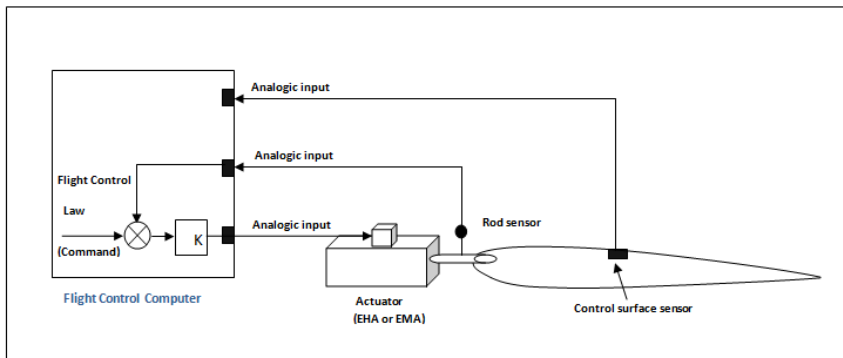 Analogic input
Analogic input
Flight Control
Law
(Command)
K
Analogic input
Rod sensor
Flight Control Computer
Actuator
(EHA or EMA)
Control surface sensor